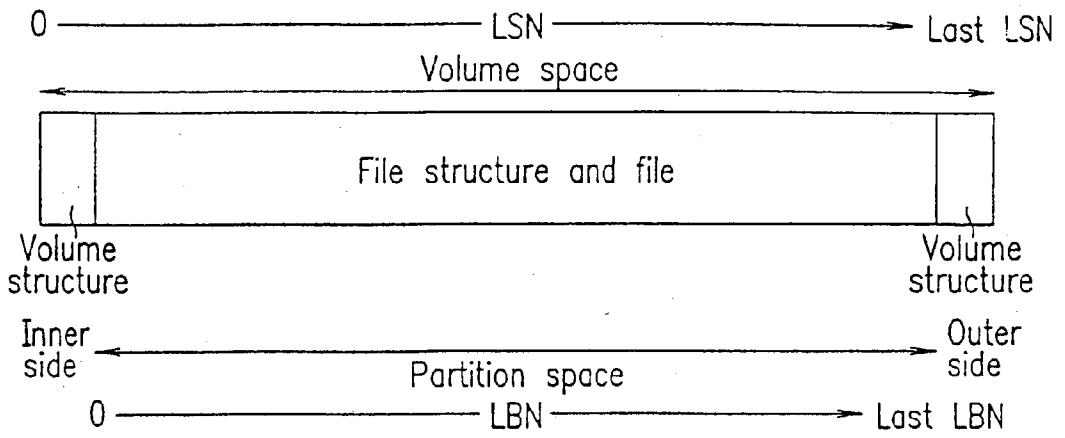 0 LSN Last LSN
Volume space
File structure and file
Volume structure
Volume structure
Inner side
Outer side
Partition space
0 LBN Last LBN